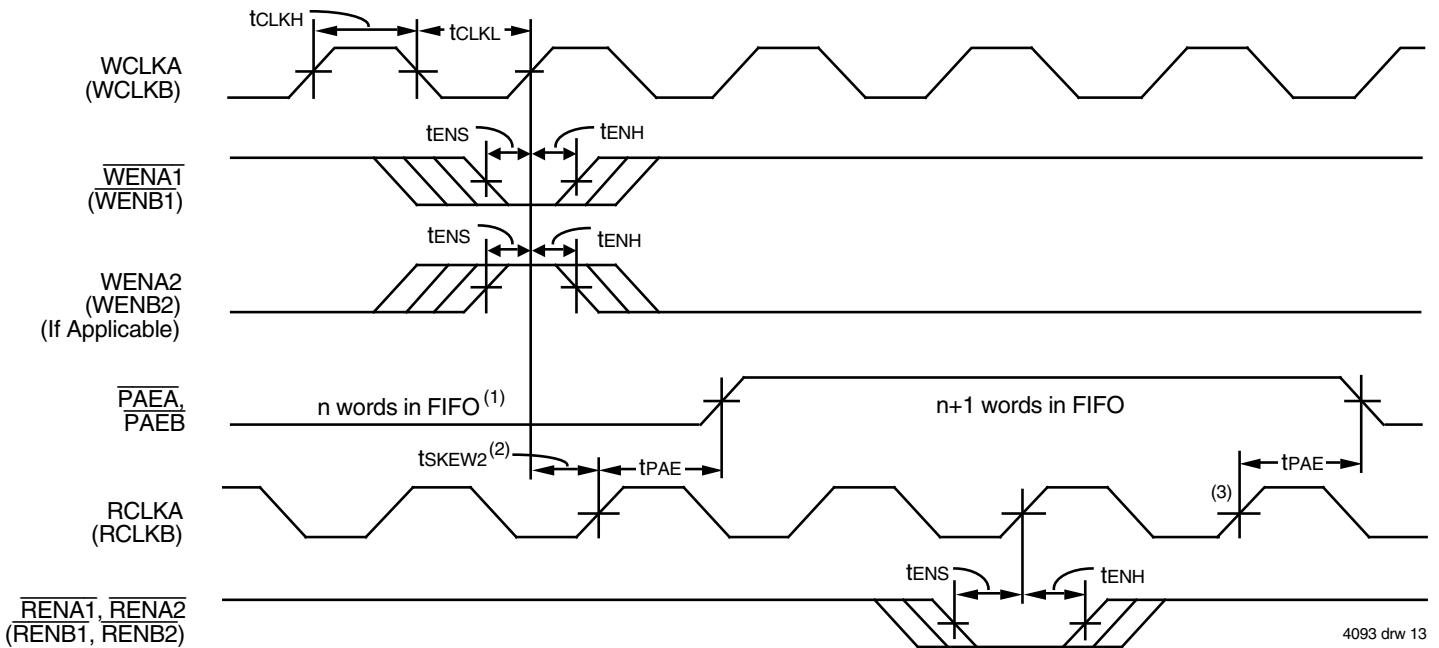 tCLKH
tCLKL
WCLKA
(WCLKB)
tENS
tENH
WENA1
(WENB1)
tENS
tENH
WENA2
(WENB2)
(If Applicable)
PAEA,
PAEB
n words in FIFO (1)
n+1 words in FIFO
tSKEW2 (2)
tPAE
tPAE
RCLKA
(RCLKB)
(3)
tENS
tENH
RENA1, RENA2
(RENB1, RENB2)
4093 drw 13